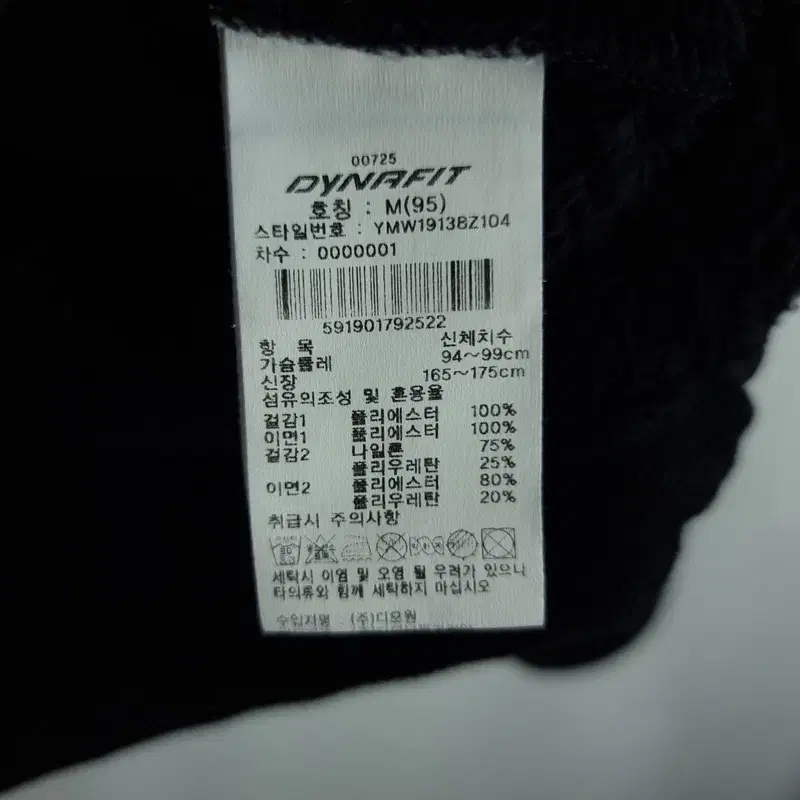 00725
DYNAFIT
호칭 : M(95)
스타일번호 : YMW19138Z104
차수 : 0000001
591901792522
항 목 신체치수
가슴둘레 94~99cm
신장 165~175cm
섬유의조성 및 혼용율
겉감1 폴리에스터 100%
이면1 폴리에스터 100%
겉감2 나일론 75%
폴리우레탄 25%
이면2 폴리에스터 80%
폴리우레탄 20%
취급시 주의사항
세탁시 이염 및 오염 될 우려가 있으니
타의류와 함께 세탁하지 마십시오
수입자명 (주)디모원